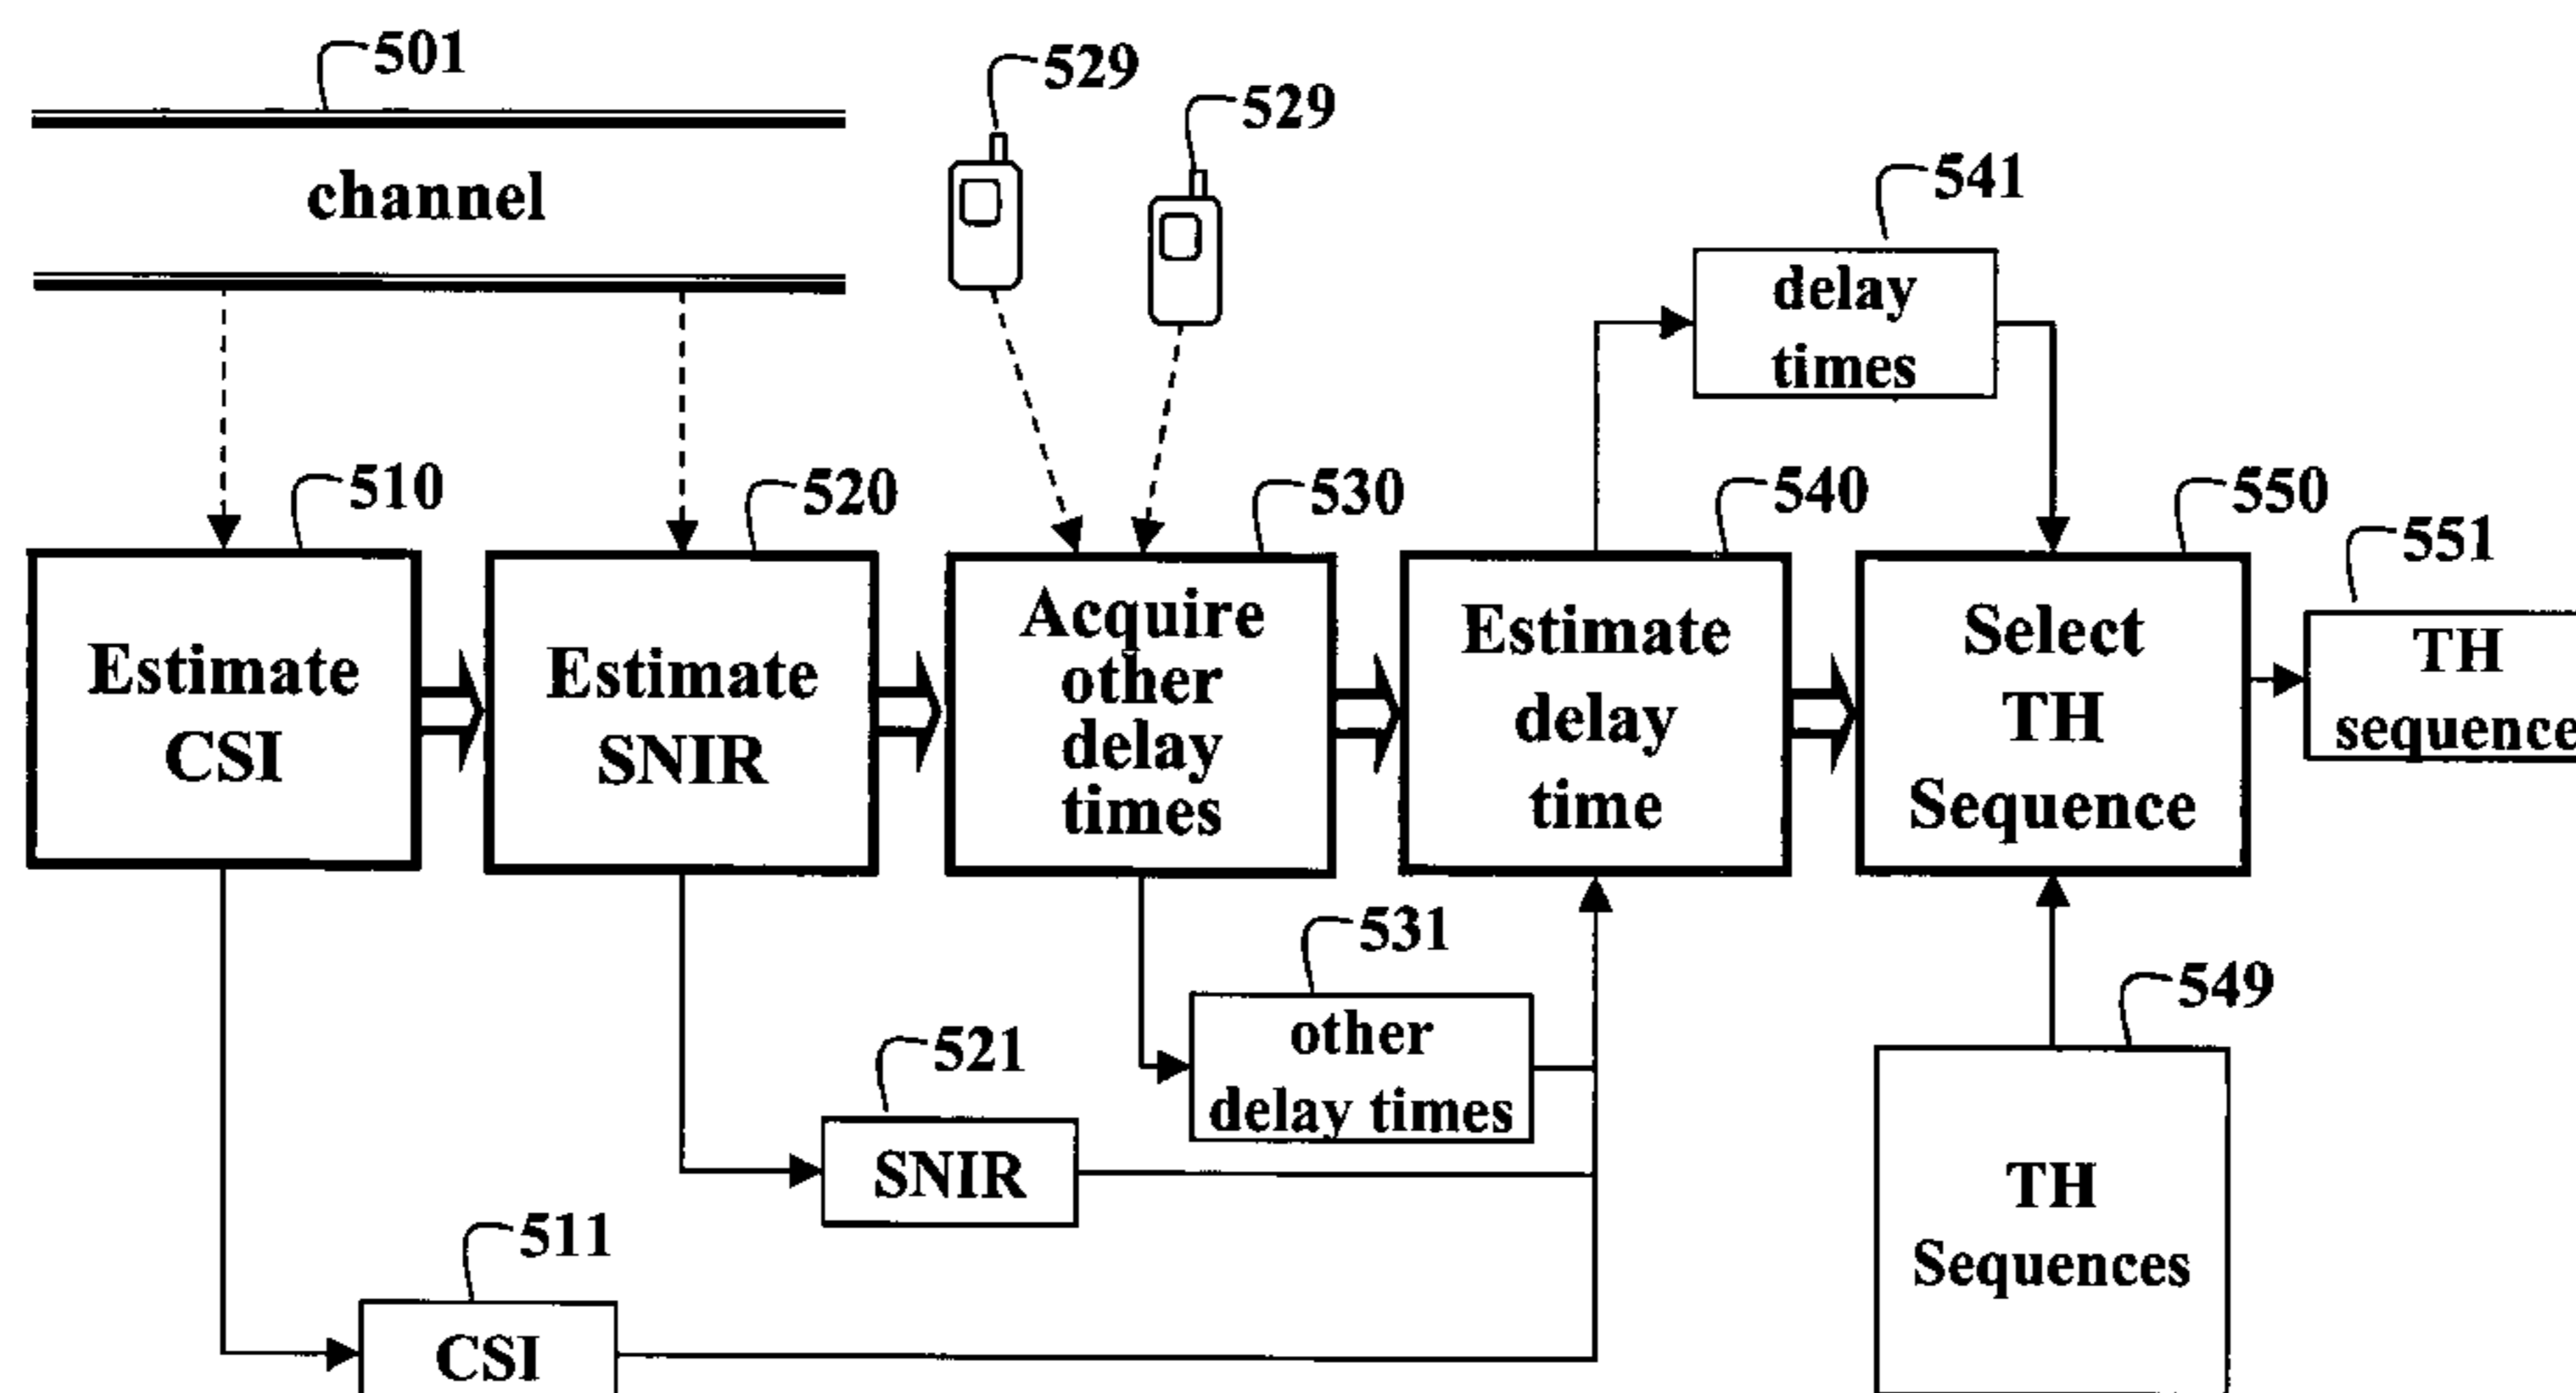 501
channel
529
529
541
delay
times
510
520
530
540
550
551
Estimate
CSI
Estimate
SNIR
Acquire
other
delay
times
Estimate
delay
time
Select
TH
Sequence
TH
sequence
531
other
delay times
521
SNIR
511
CSI
549
TH
Sequences